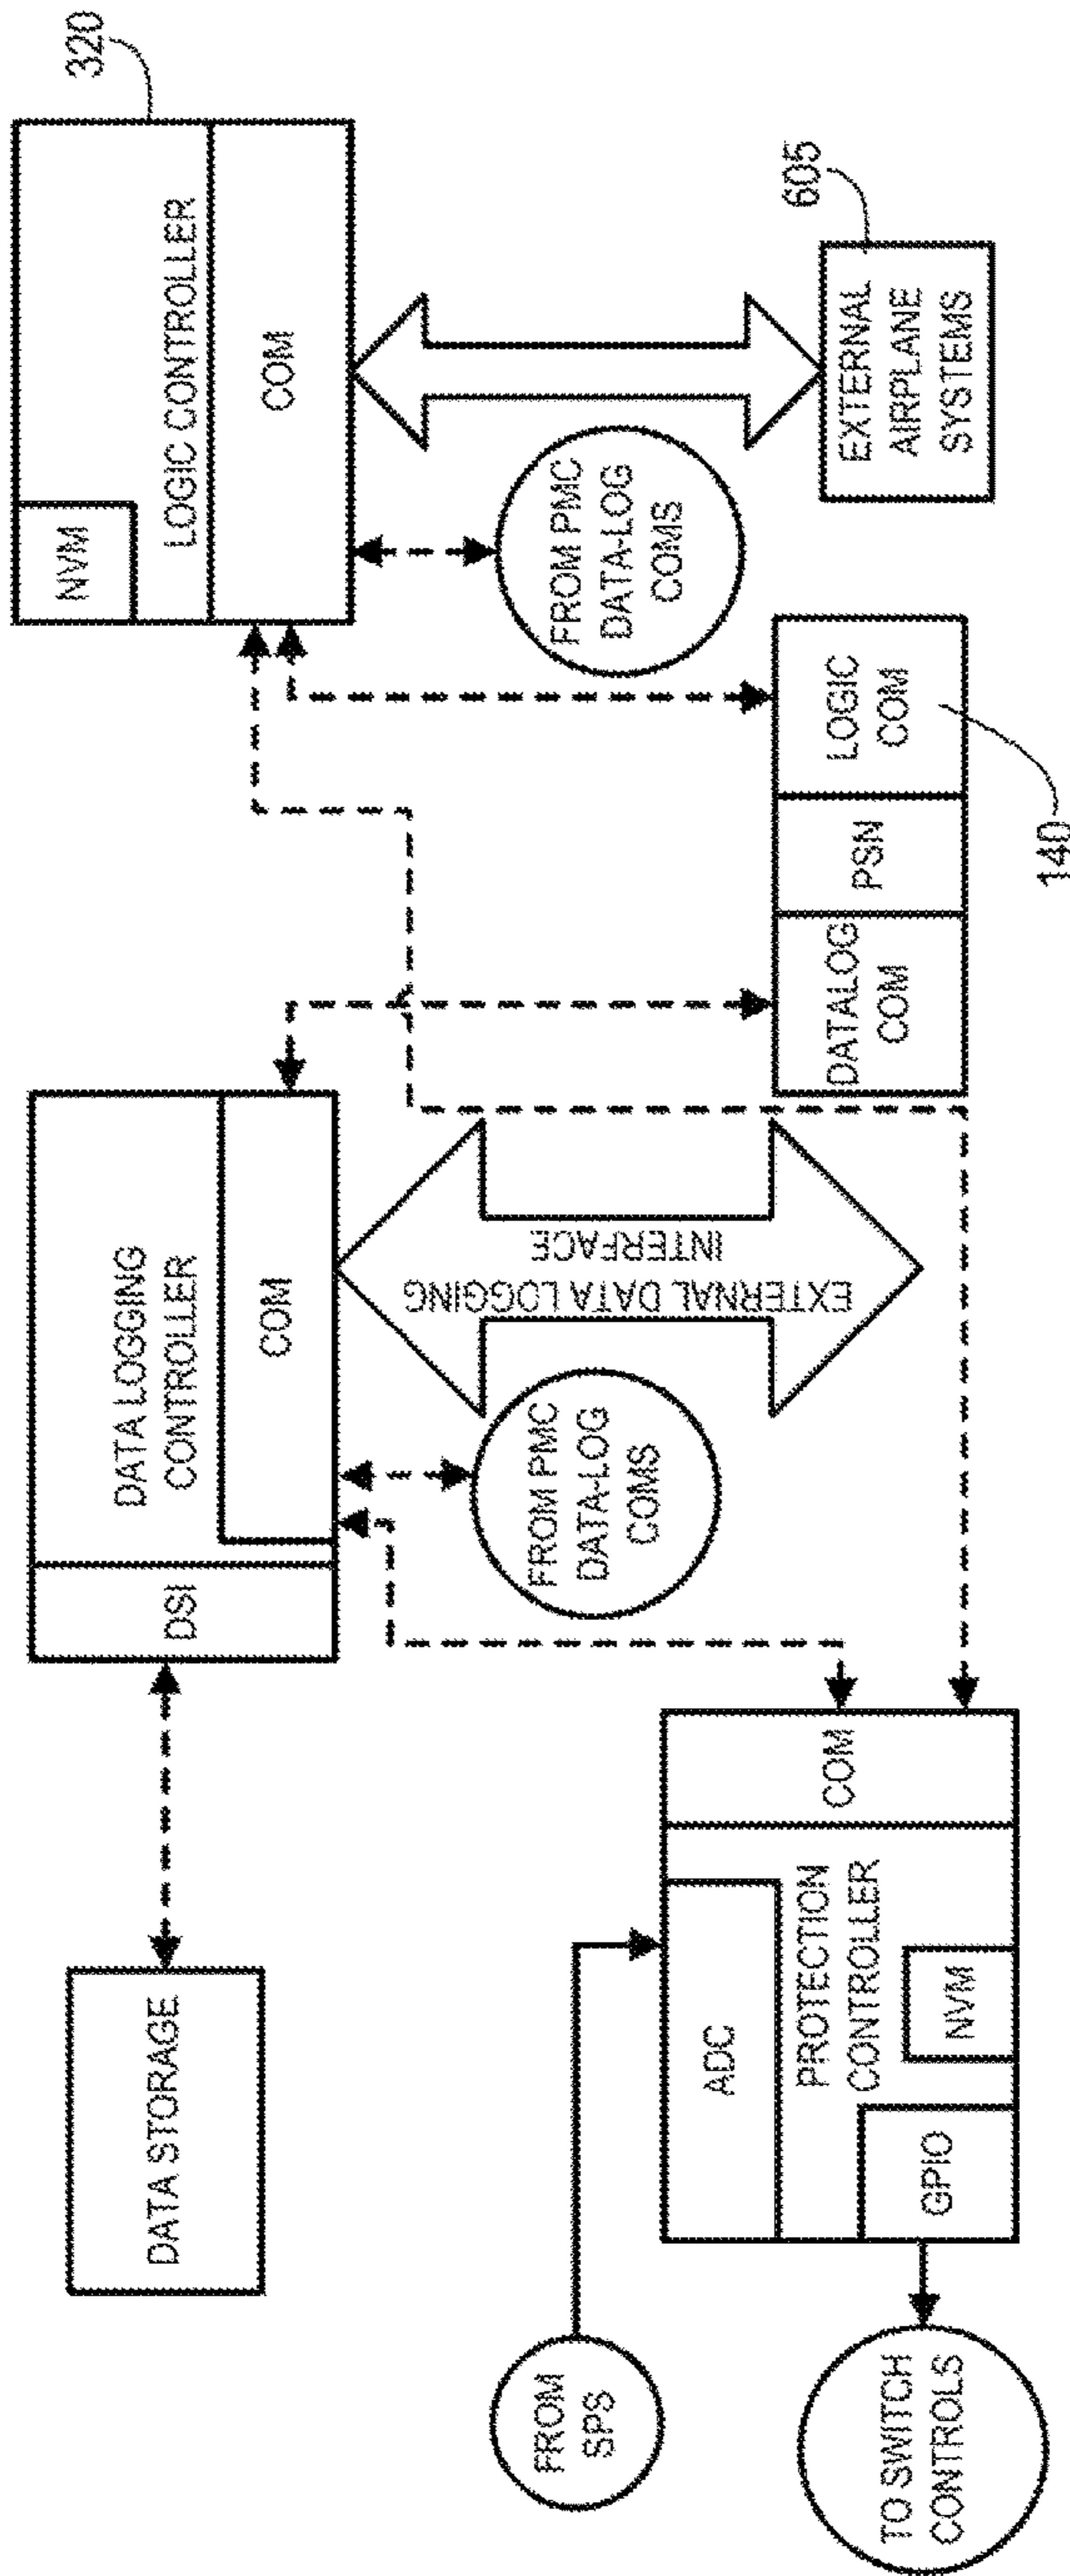 DATA STORAGE
DSI
DATA LOGGING
CONTROLLER
COM
NVM
LOGIC CONTROLLER
COM
320
FROM PMC
DATA-LOG
COMS
EXTERNAL DATA LOGGING
INTERFACE
FROM PMC
DATA-LOG
COMS
EXTERNAL
AIRPLANE
SYSTEMS
605
DATALOG
COM
PSN
LOGIC
COM
140
FROM
SPS
ADC
PROTECTION
CONTROLLER
COM
NVM
GPIO
TO SWITCH
CONTROLS